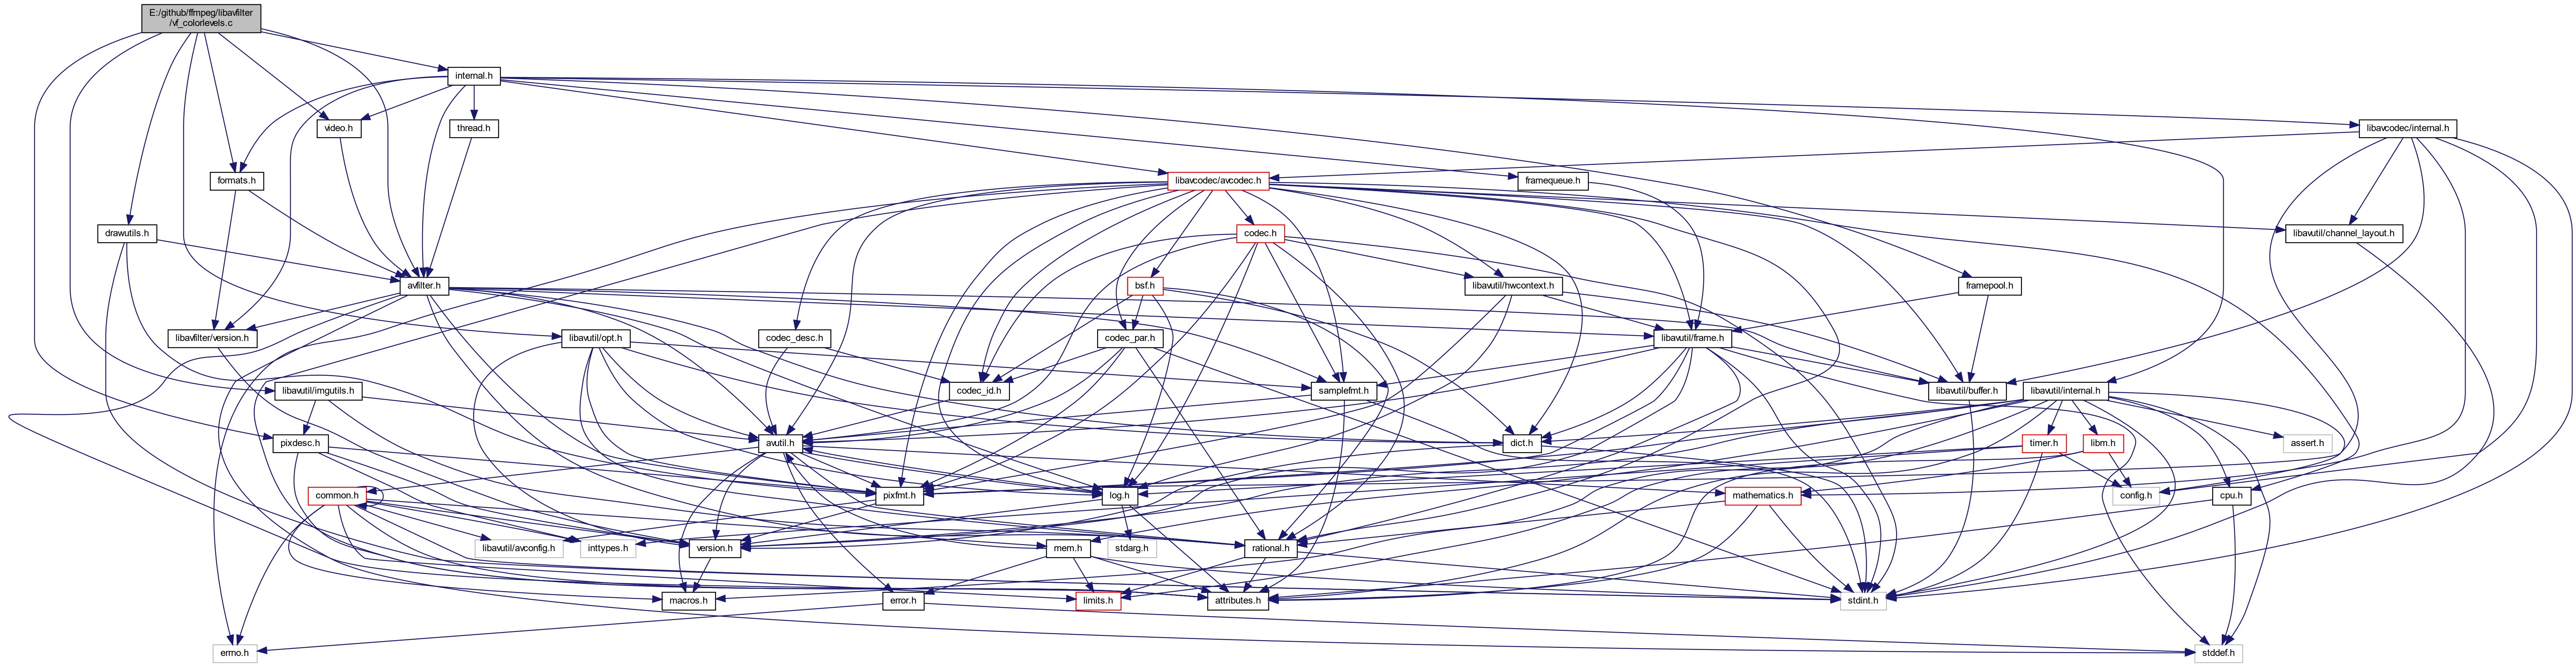 E:/github/ffmpeg/libavfilter
/vf_colorlevels.c
internal.h
video.h
thread.h
libavcodec/internal.h
formats.h
libavcodec/avcodec.h
framequeue.h
drawutils.h
codec.h
libavutil/channel_layout.h
avfilter.h
bsf.h
libavutil/hwcontext.h
framepool.h
libavfilter/version.h
libavutil/opt.h
codec_desc.h
codec_par.h
libavutil/frame.h
libavutil/imgutils.h
codec_id.h
samplefmt.h
libavutil/buffer.h
libavutil/internal.h
pixdesc.h
avutil.h
dict.h
timer.h
libm.h
assert.h
common.h
pixfmt.h
log.h
mathematics.h
config.h
cpu.h
libavutil/avconfig.h
inttypes.h
version.h
mem.h
stdarg.h
rational.h
macros.h
error.h
limits.h
attributes.h
stdint.h
errno.h
stddef.h